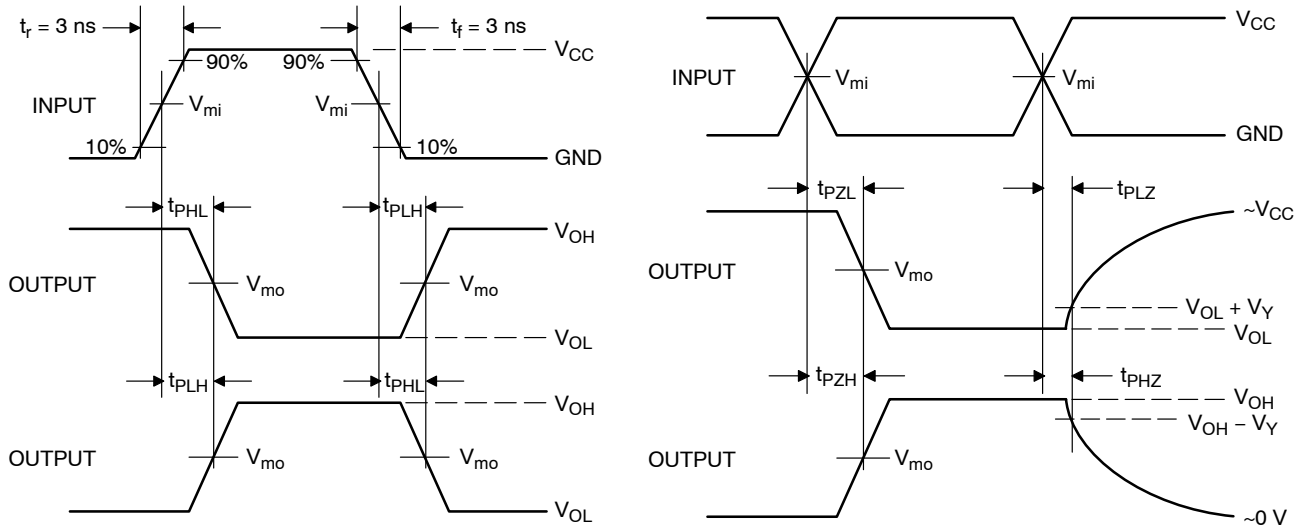 t_r = 3 ns
t_f = 3 ns
V_CC
90%
90%
INPUT
V_mi
V_mi
10%
10%
GND
t_PHL
t_PLH
V_OH
OUTPUT
V_mo
V_mo
V_OL
t_PLH
t_PHL
V_OH
OUTPUT
V_mo
V_mo
V_OL
V_CC
INPUT
V_mi
V_mi
GND
t_PZL
t_PLZ
~V_CC
OUTPUT
V_mo
V_OL + V_Y
V_OL
t_PZH
t_PHZ
V_OH
V_OH − V_Y
OUTPUT
V_mo
~0 V